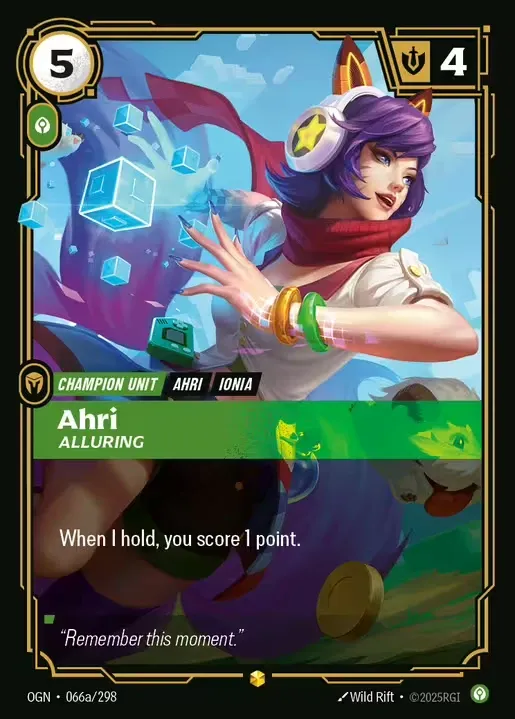 5
4
CHAMPION UNIT AHRI IONIA
Ahri
ALLURING
When I hold, you score 1 point.
“Remember this moment.”
OGN • 066a/298 Wild Rift • ©2025RGI